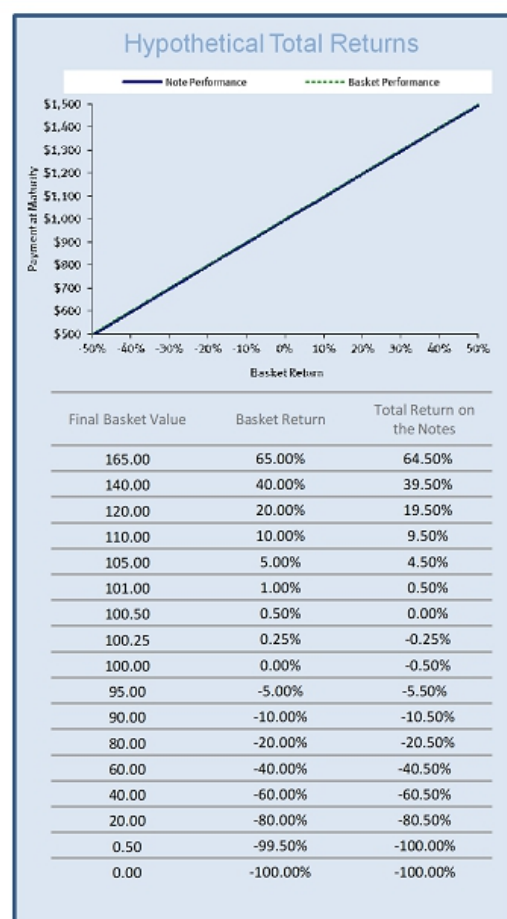 Hypothetical Total Returns
Note Performance Basket Performance
$1,500
$1,400
$1,300
$1,200
$1,100
$1,000
$900
$800
$700
$600
$500
Payment at Maturity
-50% -40% -30% -20% -10% 0% 10% 20% 30% 40% 50%
Basket Return
Final Basket Value Basket Return Total Return on
the Notes
165.00 65.00% 64.50%
140.00 40.00% 39.50%
120.00 20.00% 19.50%
110.00 10.00% 9.50%
105.00 5.00% 4.50%
101.00 1.00% 0.50%
100.50 0.50% 0.00%
100.25 0.25% -0.25%
100.00 0.00% -0.50%
95.00 -5.00% -5.50%
90.00 -10.00% -10.50%
80.00 -20.00% -20.50%
60.00 -40.00% -40.50%
40.00 -60.00% -60.50%
20.00 -80.00% -80.50%
0.50 -99.50% -100.00%
0.00 -100.00% -100.00%